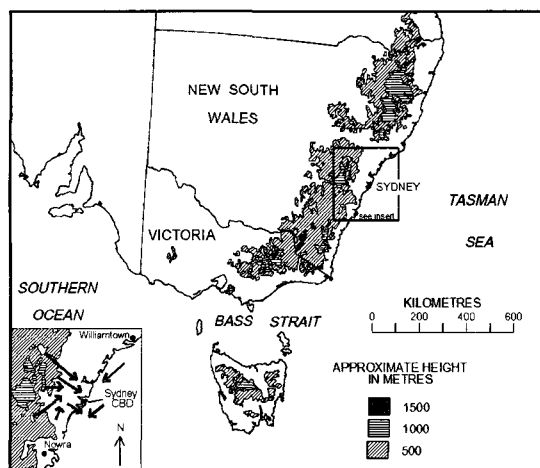 NEW SOUTH
WALES
SYDNEY
see insert
TASMAN
SEA
VICTORIA
SOUTHERN
OCEAN
BASS STRAIT
KILOMETRES
0 200 400 600
APPROXIMATE HEIGHT
IN METRES
1500
1000
500
Williamtown
Sydney
CBD
Nowra
N